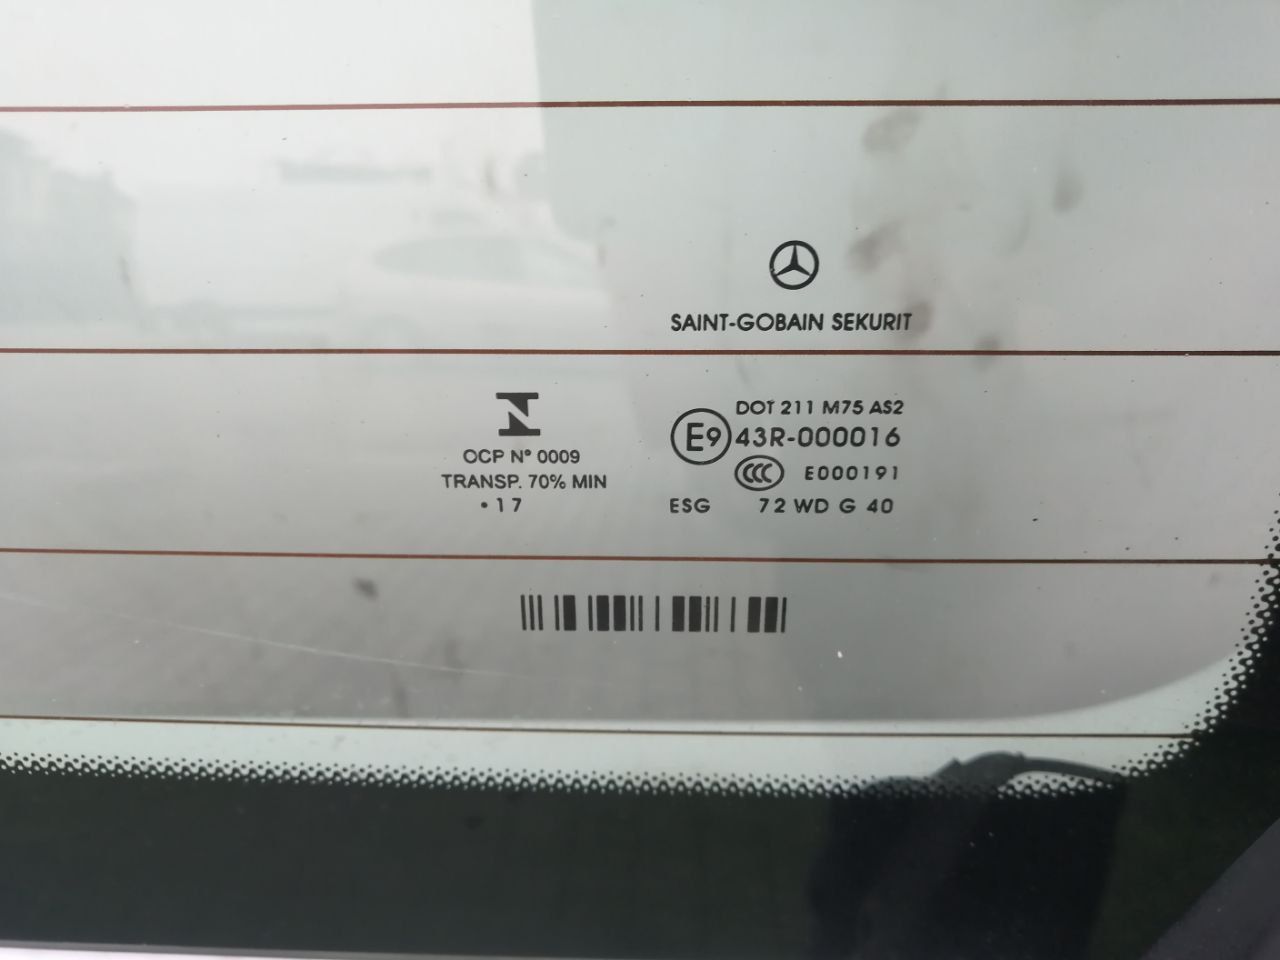 SAINT-GOBAIN SEKURIT
N
OCP N° 0009
TRANSP. 70% MIN
•17
DOT 211 M75 AS2
E9 43R-000016
CCC E000191
ESG 72 WD G 40